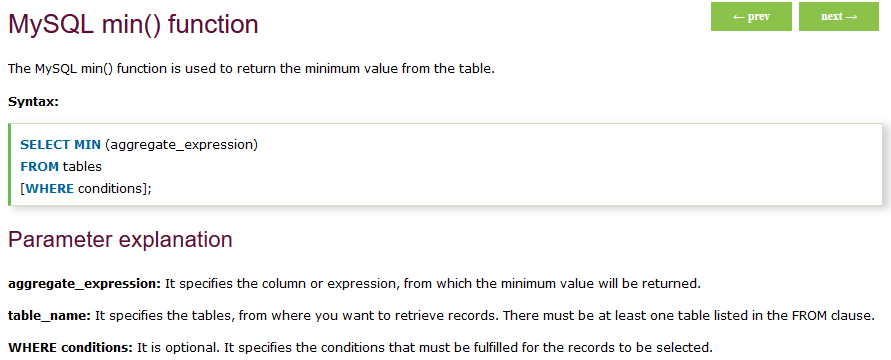 MySQL min() function
← prev
next →
The MySQL min() function is used to return the minimum value from the table.
Syntax:
SELECT MIN (aggregate_expression)
FROM tables
[WHERE conditions];
Parameter explanation
aggregate_expression: It specifies the column or expression, from which the minimum value will be returned.
table_name: It specifies the tables, from where you want to retrieve records. There must be at least one table listed in the FROM clause.
WHERE conditions: It is optional. It specifies the conditions that must be fulfilled for the records to be selected.